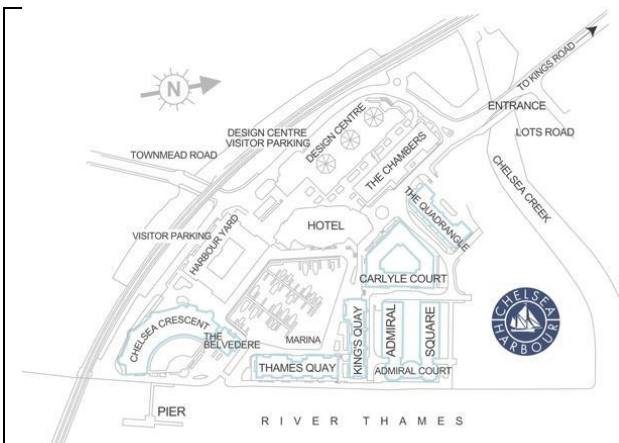 TO KINGS ROAD
N
ENTRANCE
DESIGN CENTRE
VISITOR PARKING
DESIGN CENTRE
LOTS ROAD
TOWNMEAD ROAD
THE CHAMBERS
CHELSEA CREEK
THE QUADRANGLE
HOTEL
VISITOR PARKING
HARBOUR YARD
CARLYLE COURT
CHELSEA CRESCENT
THE
BELVEDERE
MARINA
KING'S QUAY
ADMIRAL
SQUARE
CHELSEA
HARBOUR
THAMES QUAY
ADMIRAL COURT
PIER
RIVER THAMES